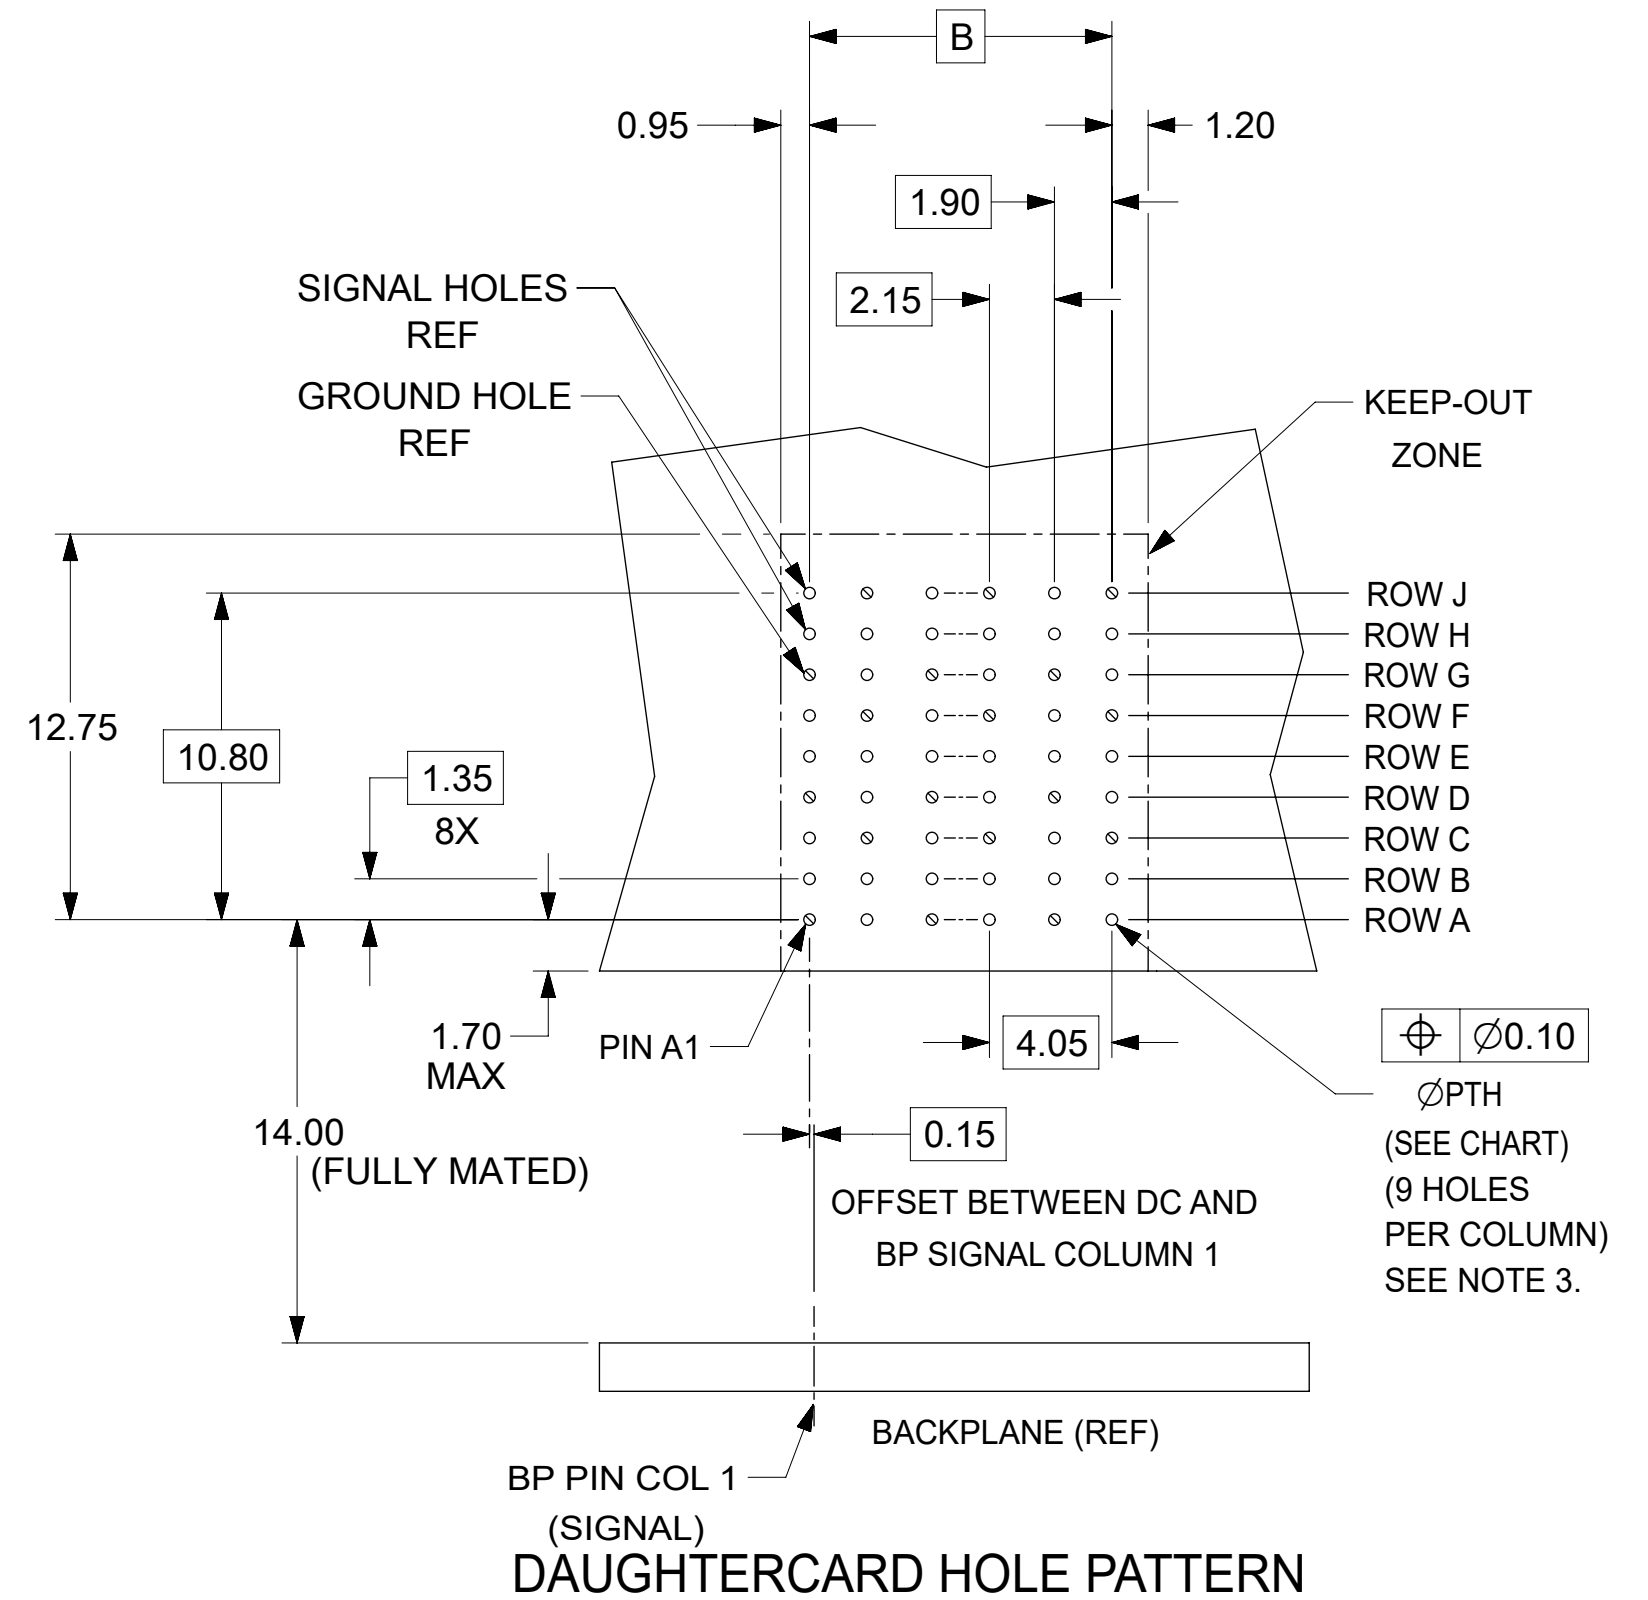 B
0.95
1.20
1.90
2.15
SIGNAL HOLES
REF
GROUND HOLE
REF
KEEP-OUT
ZONE
ROW J
ROW H
ROW G
ROW F
ROW E
ROW D
ROW C
ROW B
ROW A
12.75
10.80
1.35
8X
1.70
MAX
PIN A1
4.05
⌖ ∅0.10
∅PTH
(SEE CHART)
(9 HOLES
PER COLUMN)
SEE NOTE 3.
14.00
(FULLY MATED)
0.15
OFFSET BETWEEN DC AND
BP SIGNAL COLUMN 1
BACKPLANE (REF)
BP PIN COL 1
(SIGNAL)
DAUGHTERCARD HOLE PATTERN